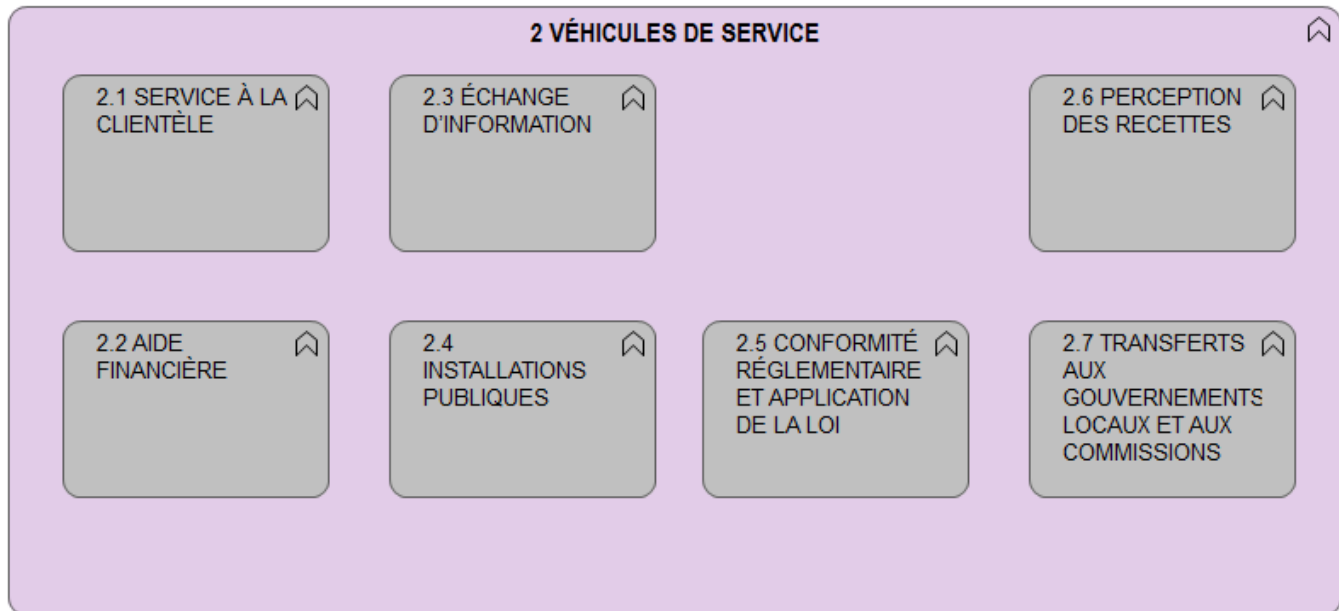 2 VÉHICULES DE SERVICE
2.1 SERVICE À LA
CLIENTÈLE
2.3 ÉCHANGE
D'INFORMATION
2.6 PERCEPTION
DES RECETTES
2.2 AIDE
FINANCIÈRE
2.4
INSTALLATIONS
PUBLIQUES
2.5 CONFORMITÉ
RÉGLEMENTAIRE
ET APPLICATION
DE LA LOI
2.7 TRANSFERTS
AUX
GOUVERNEMENTS
LOCAUX ET AUX
COMMISSIONS